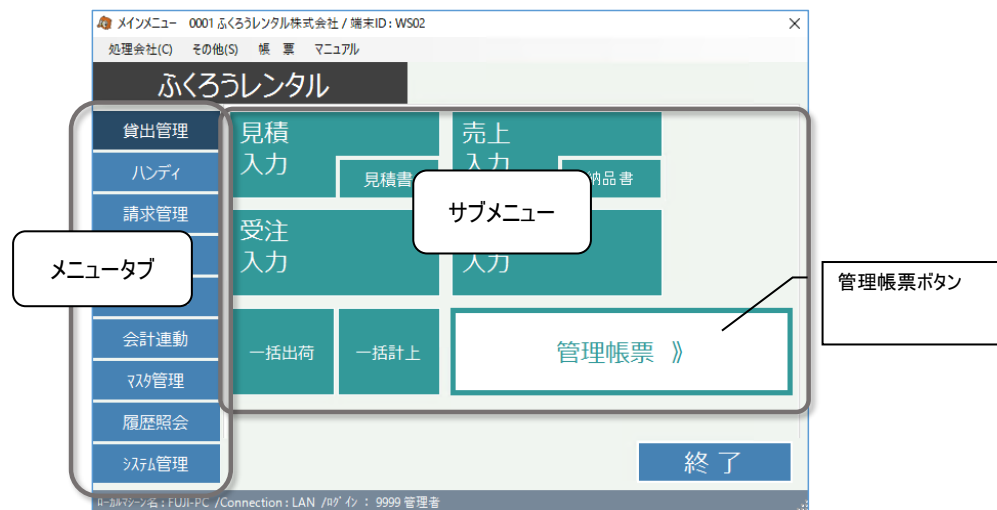 メインメニュー 0001 ふくろうレンタル株式会社 / 端末ID : WS02
処理会社(C) その他(S) 帳 票 マニュアル
ふくろうレンタル
貸出管理
ハンディ
請求管理
会計連動
ﾏｽﾀ管理
履歴照会
ｼｽﾃﾑ管理
メニュータブ
見積
入力
見積書
売上
入力
納品書
サブメニュー
受注
入力
入力
一括出荷
一括計上
管理帳票 》
管理帳票ボタン
終 了
ﾛｰｶﾙﾏｼｰﾝ名 : FUJI-PC /Connection : LAN /ﾛｸﾞｲﾝ : 9999 管理者